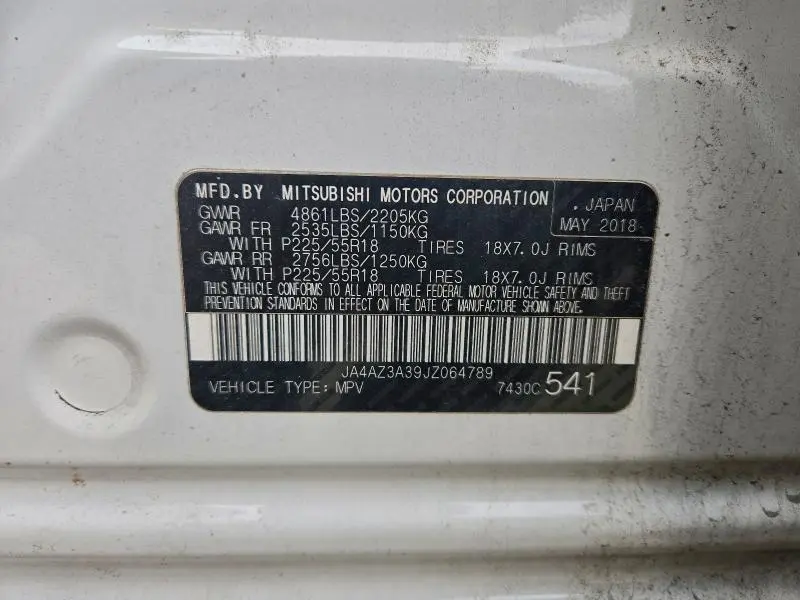 MFD.BY MITSUBISHI MOTORS CORPORATION
. JAPAN
MAY 2018
GVWR 4861LBS/2205KG
GAWR FR 2535LBS/1150KG
WITH P225/55R18 TIRES 18X7.0J RIMS
GAWR RR 2756LBS/1250KG
WITH P225/55R18 TIRES 18X7.0J RIMS
THIS VEHICLE CONFORMS TO ALL APPLICABLE FEDERAL MOTOR VEHICLE SAFETY AND THEFT
PREVENTION STANDARDS IN EFFECT ON THE DATE OF MANUFACTURE SHOWN ABOVE.
JA4AZ3A39JZ064789
VEHICLE TYPE: MPV 7430C 541